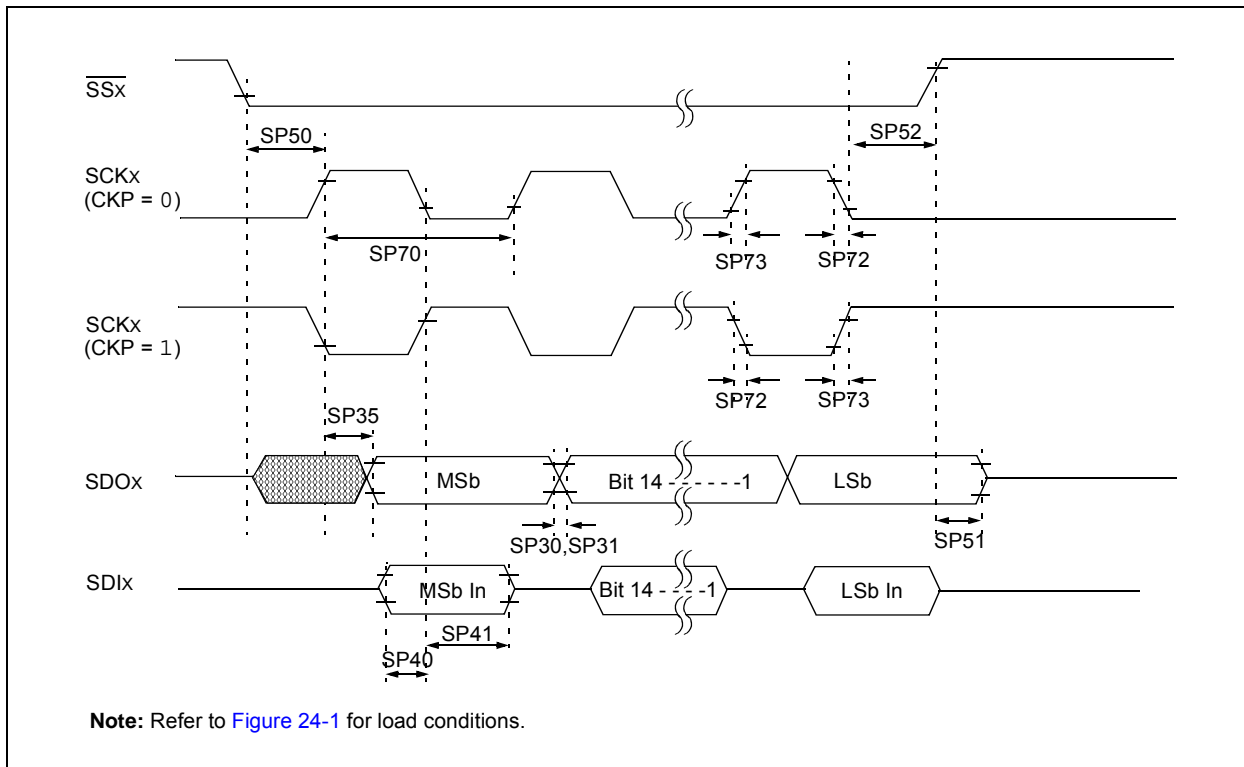 SSx
SP50
SP52
SCKx
(CKP = 0)
SP70
SP73
SP72
SCKx
(CKP = 1)
SP72
SP73
SP35
SDOx
MSb
Bit 14 - - - - - - -1
LSb
SP30,SP31
SP51
SDIx
MSb In
Bit 14 - - - - -1
LSb In
SP41
SP40
Note: Refer to Figure 24-1 for load conditions.